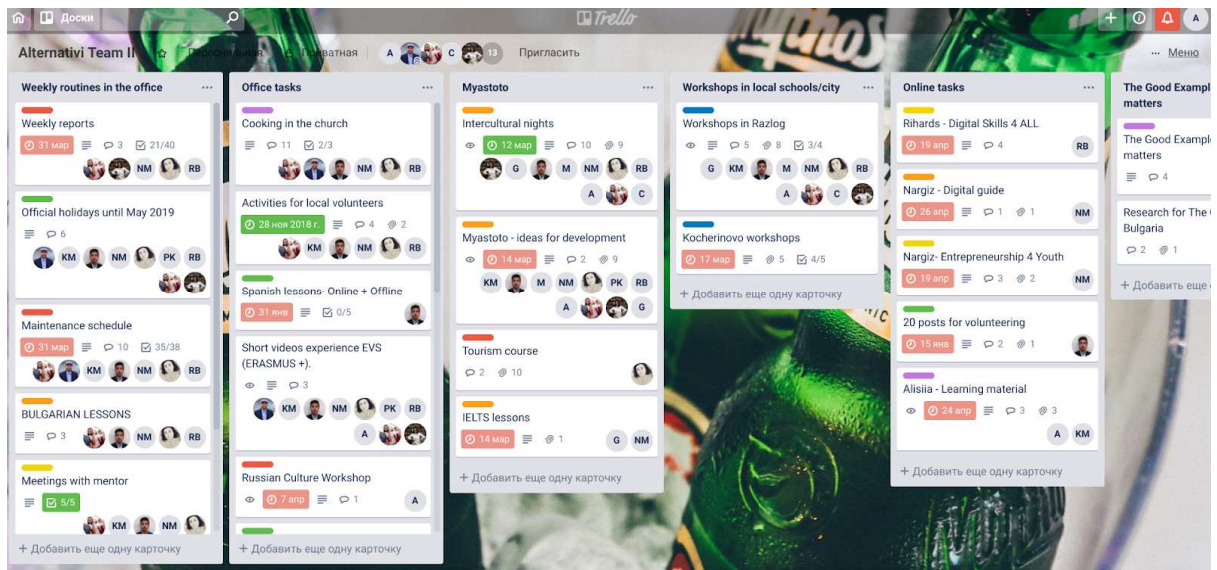 Доски
Trello
A
Alternativi Team II
Персональная
Приватная
A
C
13
Пригласить
... Меню
Weekly routines in the office ...
Weekly reports
31 мар 3 21/40
NM RB
Official holidays until May 2019
6
KM NM PK RB
Maintenance schedule
31 мар 10 35/38
KM NM RB
BULGARIAN LESSONS
3 NM RB
Meetings with mentor
5/5
KM NM
+ Добавить еще одну карточку
Office tasks ...
Cooking in the church
11 2/3
NM RB
Activities for local volunteers
28 ноя 2018 г. 4 2
KM NM RB
Spanish lessons- Online + Offline
31 янв 0/5
Short videos experience EVS
(ERASMUS +).
3
KM NM PK RB
A
Russian Culture Workshop
7 апр 1 A
+ Добавить еще одну карточку
Myastoto ...
Intercultural nights
12 мар 10 9
G M NM RB
A C
Myastoto - ideas for development
14 мар 2 9
KM M NM PK RB
A G
Tourism course
2 10
IELTS lessons
14 мар 1 G NM
+ Добавить еще одну карточку
Workshops in local schools/city ...
Workshops in Razlog
5 8 3/4
G KM M NM RB
A C
Kocherinovo workshops
17 мар 5 4/5
+ Добавить еще одну карточку
Online tasks ...
Rihards - Digital Skills 4 ALL
19 апр 4 RB
Nargiz - Digital guide
26 апр 1 1 NM
Nargiz- Entrepreneurship 4 Youth
19 апр 3 2 NM
20 posts for volunteering
15 янв 2 1
Alisiia - Learning material
24 апр 3 3
A KM
+ Добавить еще одну карточку
The Good Exampl
matters
The Good Exampl
matters
4
Research for The
Bulgaria
2 1
+ Добавить еще
Mythos